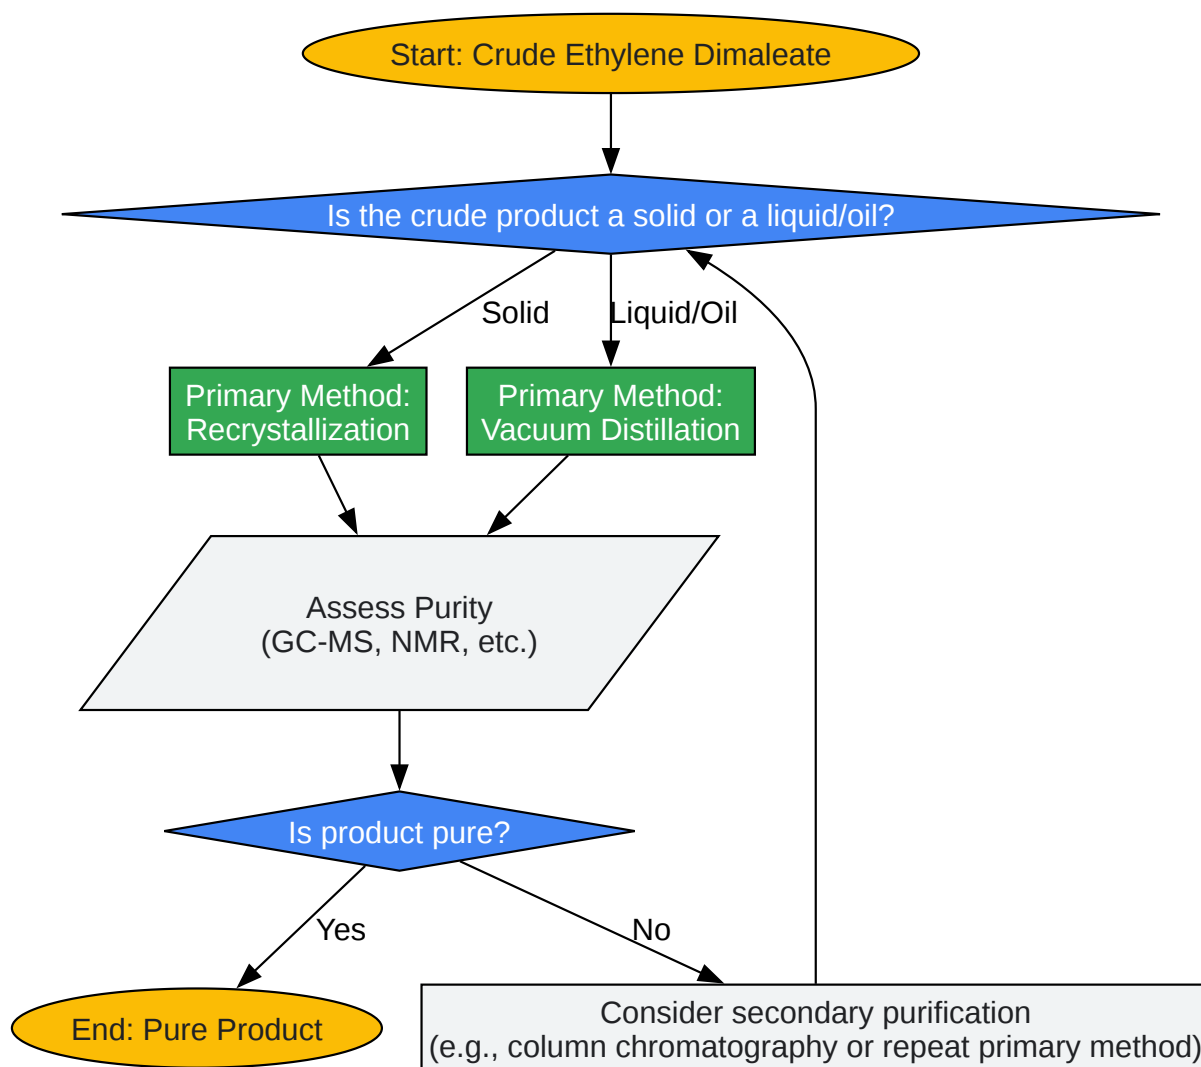 Start: Crude Ethylene Dimaleate
Is the crude product a solid or a liquid/oil?
Solid
Liquid/Oil
Primary Method:
Recrystallization
Primary Method:
Vacuum Distillation
Assess Purity
(GC-MS, NMR, etc.)
Is product pure?
Yes
No
End: Pure Product
Consider secondary purification
(e.g., column chromatography or repeat primary method)